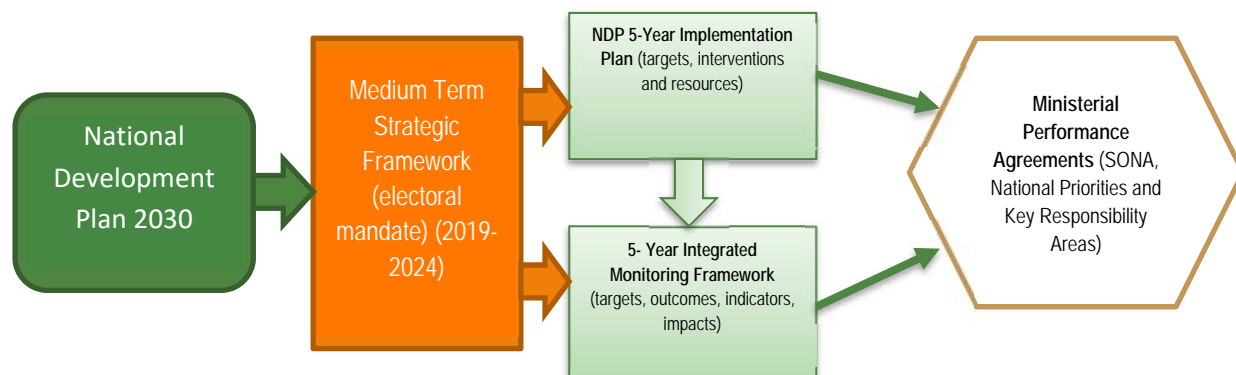 National
Development
Plan 2030
Medium Term
Strategic
Framework
(electoral
mandate) (2019-
2024)
NDP 5-Year Implementation
Plan (targets, interventions
and resources)
5- Year Integrated
Monitoring Framework
(targets, outcomes, indicators,
impacts)
Ministerial
Performance
Agreements (SONA,
National Priorities and
Key Responsibility
Areas)